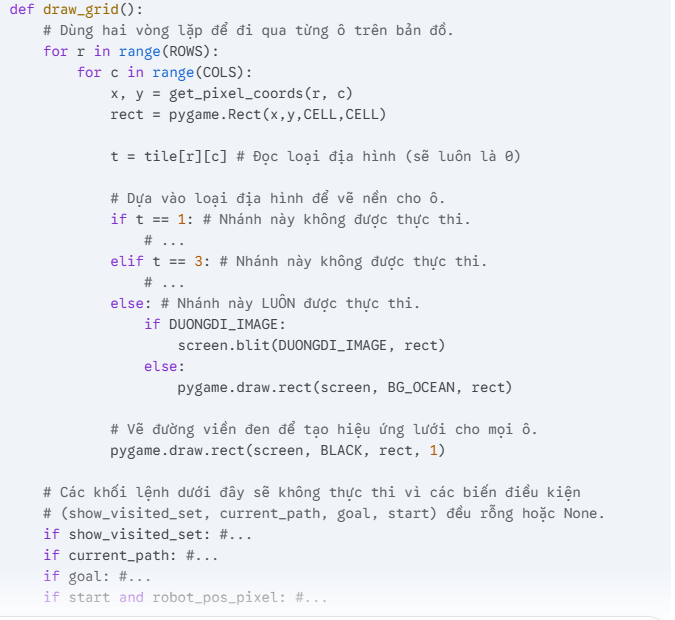 def draw_grid():
    # Dùng hai vòng lặp để đi qua từng ô trên bản đồ.
    for r in range(ROWS):
        for c in range(COLS):
            x, y = get_pixel_coords(r, c)
            rect = pygame.Rect(x,y,CELL,CELL)

            t = tile[r][c] # Đọc loại địa hình (sẽ luôn là 0)

            # Dựa vào loại địa hình để vẽ nền cho ô.
            if t == 1: # Nhánh này không được thực thi.
                # ...
            elif t == 3: # Nhánh này không được thực thi.
                # ...
            else: # Nhánh này LUÔN được thực thi.
                if DUONGDI_IMAGE:
                    screen.blit(DUONGDI_IMAGE, rect)
                else:
                    pygame.draw.rect(screen, BG_OCEAN, rect)

            # Vẽ đường viền đen để tạo hiệu ứng lưới cho mọi ô.
            pygame.draw.rect(screen, BLACK, rect, 1)

    # Các khối lệnh dưới đây sẽ không thực thi vì các biến điều kiện
    # (show_visited_set, current_path, goal, start) đều rỗng hoặc None.
    if show_visited_set: #...
    if current_path: #...
    if goal: #...
    if start and robot_pos_pixel: #...